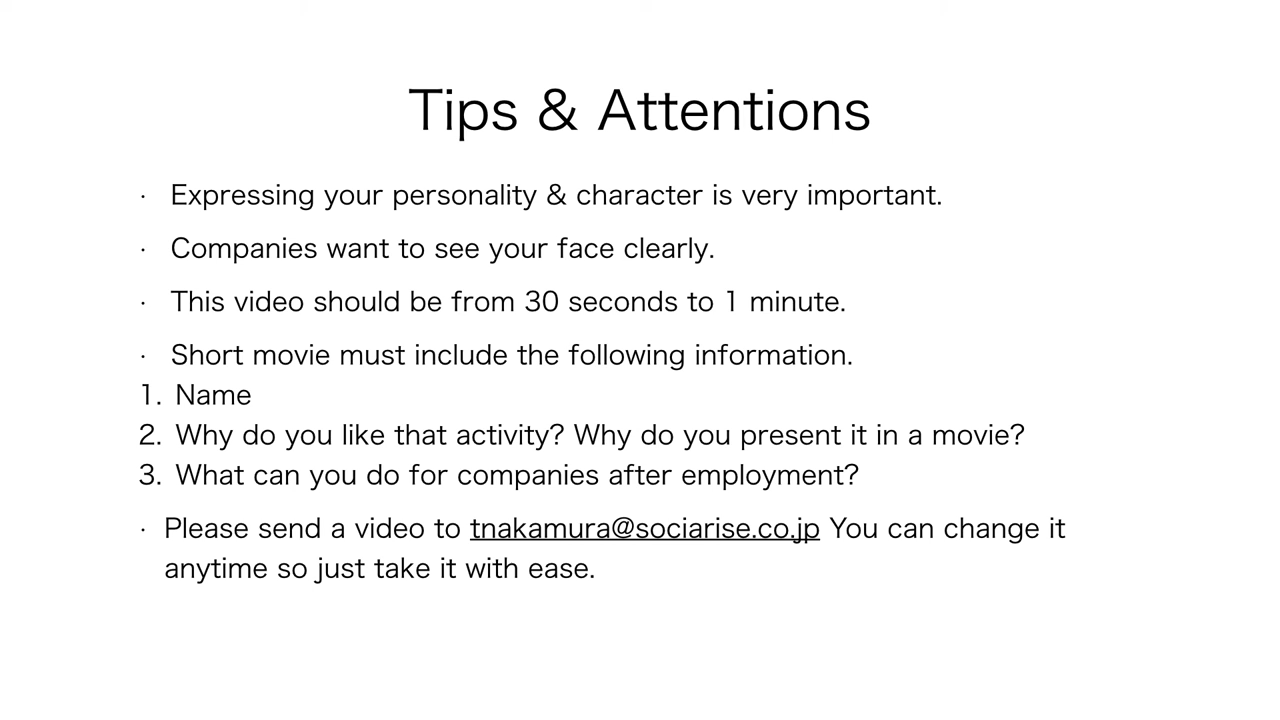 Tips & Attentions
· Expressing your personality & character is very important.
· Companies want to see your face clearly.
· This video should be from 30 seconds to 1 minute.
· Short movie must include the following information.
1. Name
2. Why do you like that activity? Why do you present it in a movie?
3. What can you do for companies after employment?
· Please send a video to tnakamura@sociarise.co.jp You can change it
anytime so just take it with ease.